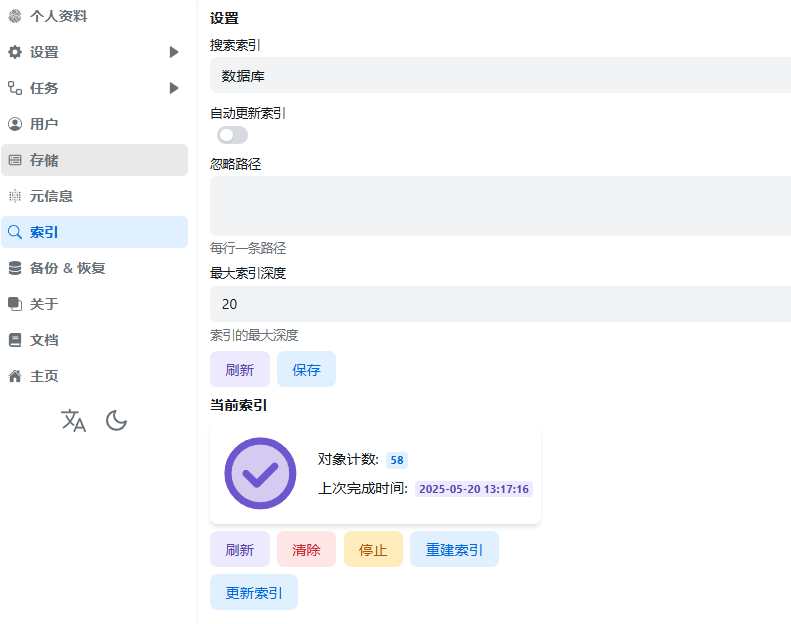 个人资料
设置
任务
用户
存储
元信息
索引
备份 & 恢复
关于
文档
主页
设置
搜索索引
数据库
自动更新索引
忽略路径
每行一条路径
最大索引深度
20
索引的最大深度
刷新 保存
当前索引
对象计数: 58
上次完成时间: 2025-05-20 13:17:16
刷新 清除 停止 重建索引
更新索引